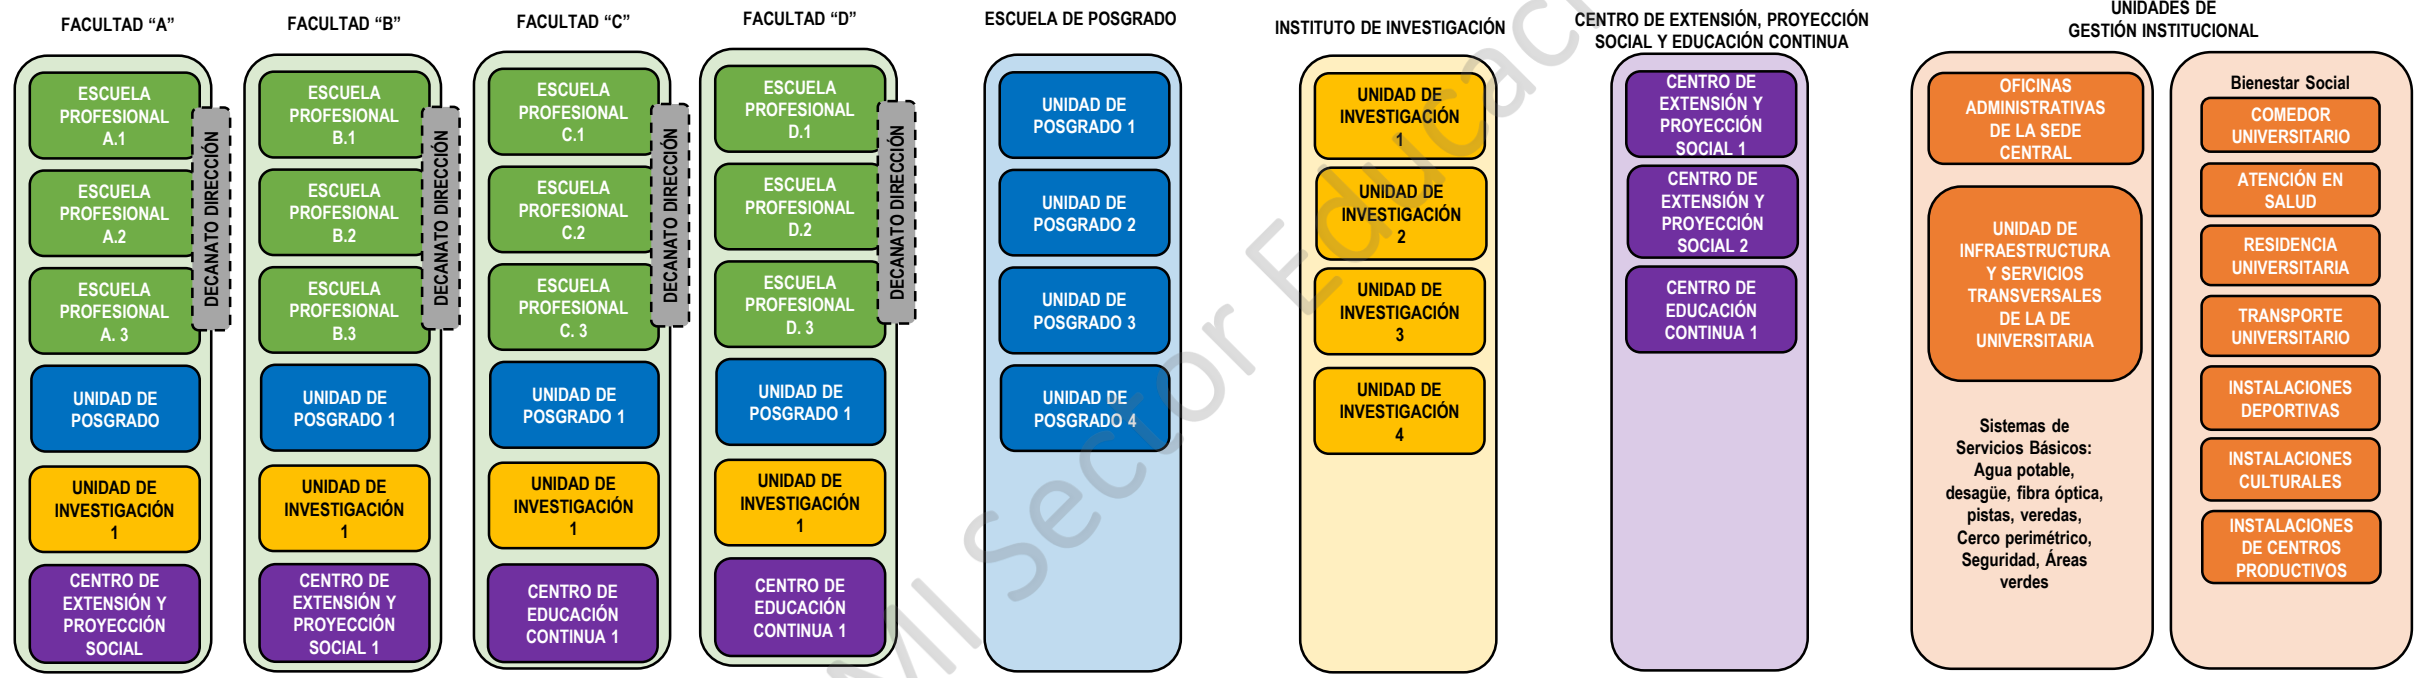 FACULTAD “A”
ESCUELA
PROFESIONAL
A.1
ESCUELA
PROFESIONAL
A.2
ESCUELA
PROFESIONAL
A. 3
DECANATO DIRECCIÓN
UNIDAD DE
POSGRADO
UNIDAD DE
INVESTIGACIÓN
1
CENTRO DE
EXTENSIÓN Y
PROYECCIÓN
SOCIAL
FACULTAD “B”
ESCUELA
PROFESIONAL
B.1
ESCUELA
PROFESIONAL
B.2
ESCUELA
PROFESIONAL
B.3
DECANATO DIRECCIÓN
UNIDAD DE
POSGRADO 1
UNIDAD DE
INVESTIGACIÓN
1
CENTRO DE
EXTENSIÓN Y
PROYECCIÓN
SOCIAL 1
FACULTAD “C”
ESCUELA
PROFESIONAL
C.1
ESCUELA
PROFESIONAL
C.2
ESCUELA
PROFESIONAL
C. 3
DECANATO DIRECCIÓN
UNIDAD DE
POSGRADO 1
UNIDAD DE
INVESTIGACIÓN
1
CENTRO DE
EDUCACIÓN
CONTINUA 1
FACULTAD “D”
ESCUELA
PROFESIONAL
D.1
ESCUELA
PROFESIONAL
D.2
ESCUELA
PROFESIONAL
D. 3
DECANATO DIRECCIÓN
UNIDAD DE
POSGRADO 1
UNIDAD DE
INVESTIGACIÓN
1
CENTRO DE
EDUCACIÓN
CONTINUA 1
ESCUELA DE POSGRADO
UNIDAD DE
POSGRADO 1
UNIDAD DE
POSGRADO 2
UNIDAD DE
POSGRADO 3
UNIDAD DE
POSGRADO 4
INSTITUTO DE INVESTIGACIÓN
UNIDAD DE
INVESTIGACIÓN
1
UNIDAD DE
INVESTIGACIÓN
2
UNIDAD DE
INVESTIGACIÓN
3
UNIDAD DE
INVESTIGACIÓN
4
CENTRO DE EXTENSIÓN, PROYECCIÓN
SOCIAL Y EDUCACIÓN CONTINUA
CENTRO DE
EXTENSIÓN Y
PROYECCIÓN
SOCIAL 1
CENTRO DE
EXTENSIÓN Y
PROYECCIÓN
SOCIAL 2
CENTRO DE
EDUCACIÓN
CONTINUA 1
UNIDADES DE
GESTIÓN INSTITUCIONAL
OFICINAS
ADMINISTRATIVAS
DE LA SEDE
CENTRAL
UNIDAD DE
INFRAESTRUCTURA
Y SERVICIOS
TRANSVERSALES
DE LA DE
UNIVERSITARIA
Sistemas de
Servicios Básicos:
Agua potable,
desagüe, fibra óptica,
pistas, veredas,
Cerco perimétrico,
Seguridad, Áreas
verdes
Bienestar Social
COMEDOR
UNIVERSITARIO
ATENCIÓN EN
SALUD
RESIDENCIA
UNIVERSITARIA
TRANSPORTE
UNIVERSITARIO
INSTALACIONES
DEPORTIVAS
INSTALACIONES
CULTURALES
INSTALACIONES
DE CENTROS
PRODUCTIVOS
MI Sector Educac